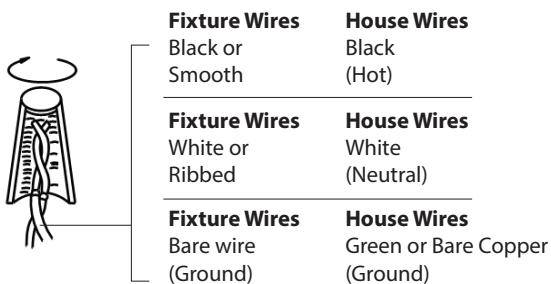 Fixture Wires House Wires
Black or Black
Smooth (Hot)
Fixture Wires House Wires
White or White
Ribbed (Neutral)
Fixture Wires House Wires
Bare wire Green or Bare Copper
(Ground) (Ground)